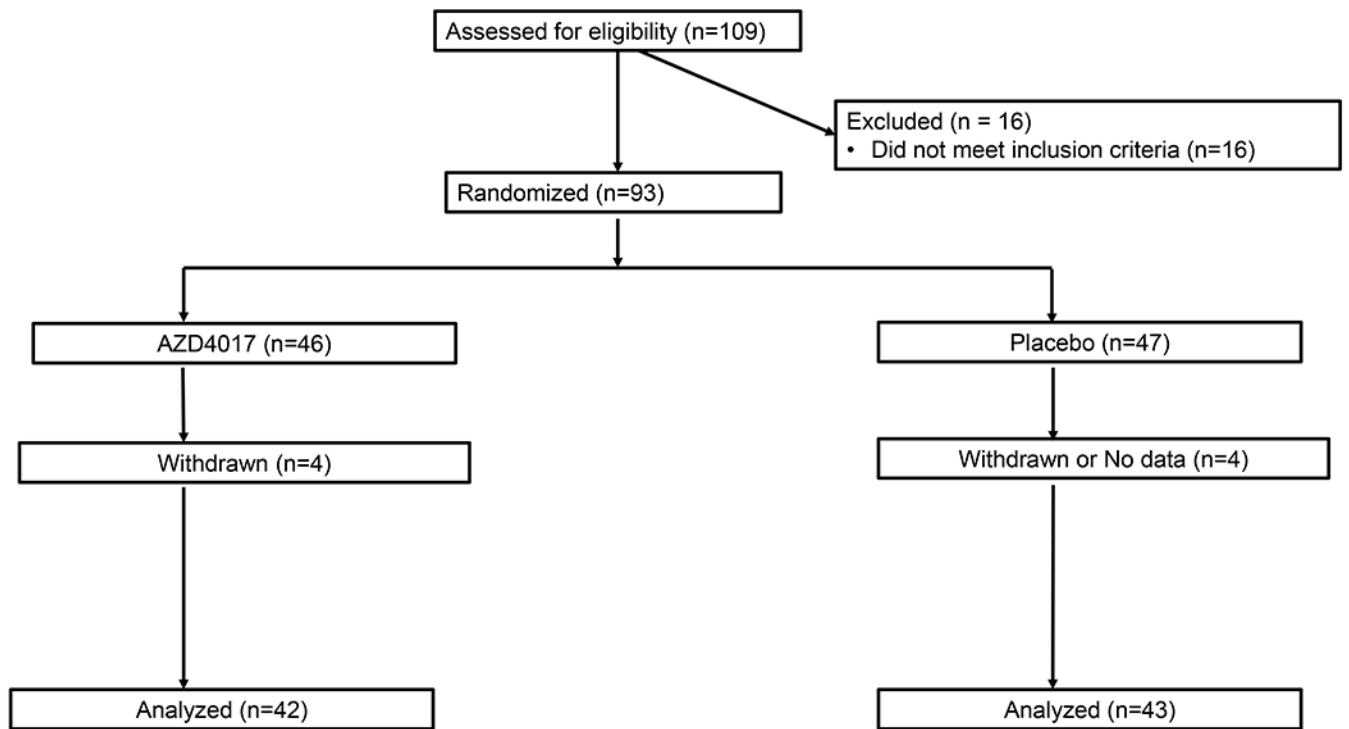 Assessed for eligibility (n=109)
Excluded (n = 16)
• Did not meet inclusion criteria (n=16)
Randomized (n=93)
AZD4017 (n=46)
Placebo (n=47)
Withdrawn (n=4)
Withdrawn or No data (n=4)
Analyzed (n=42)
Analyzed (n=43)